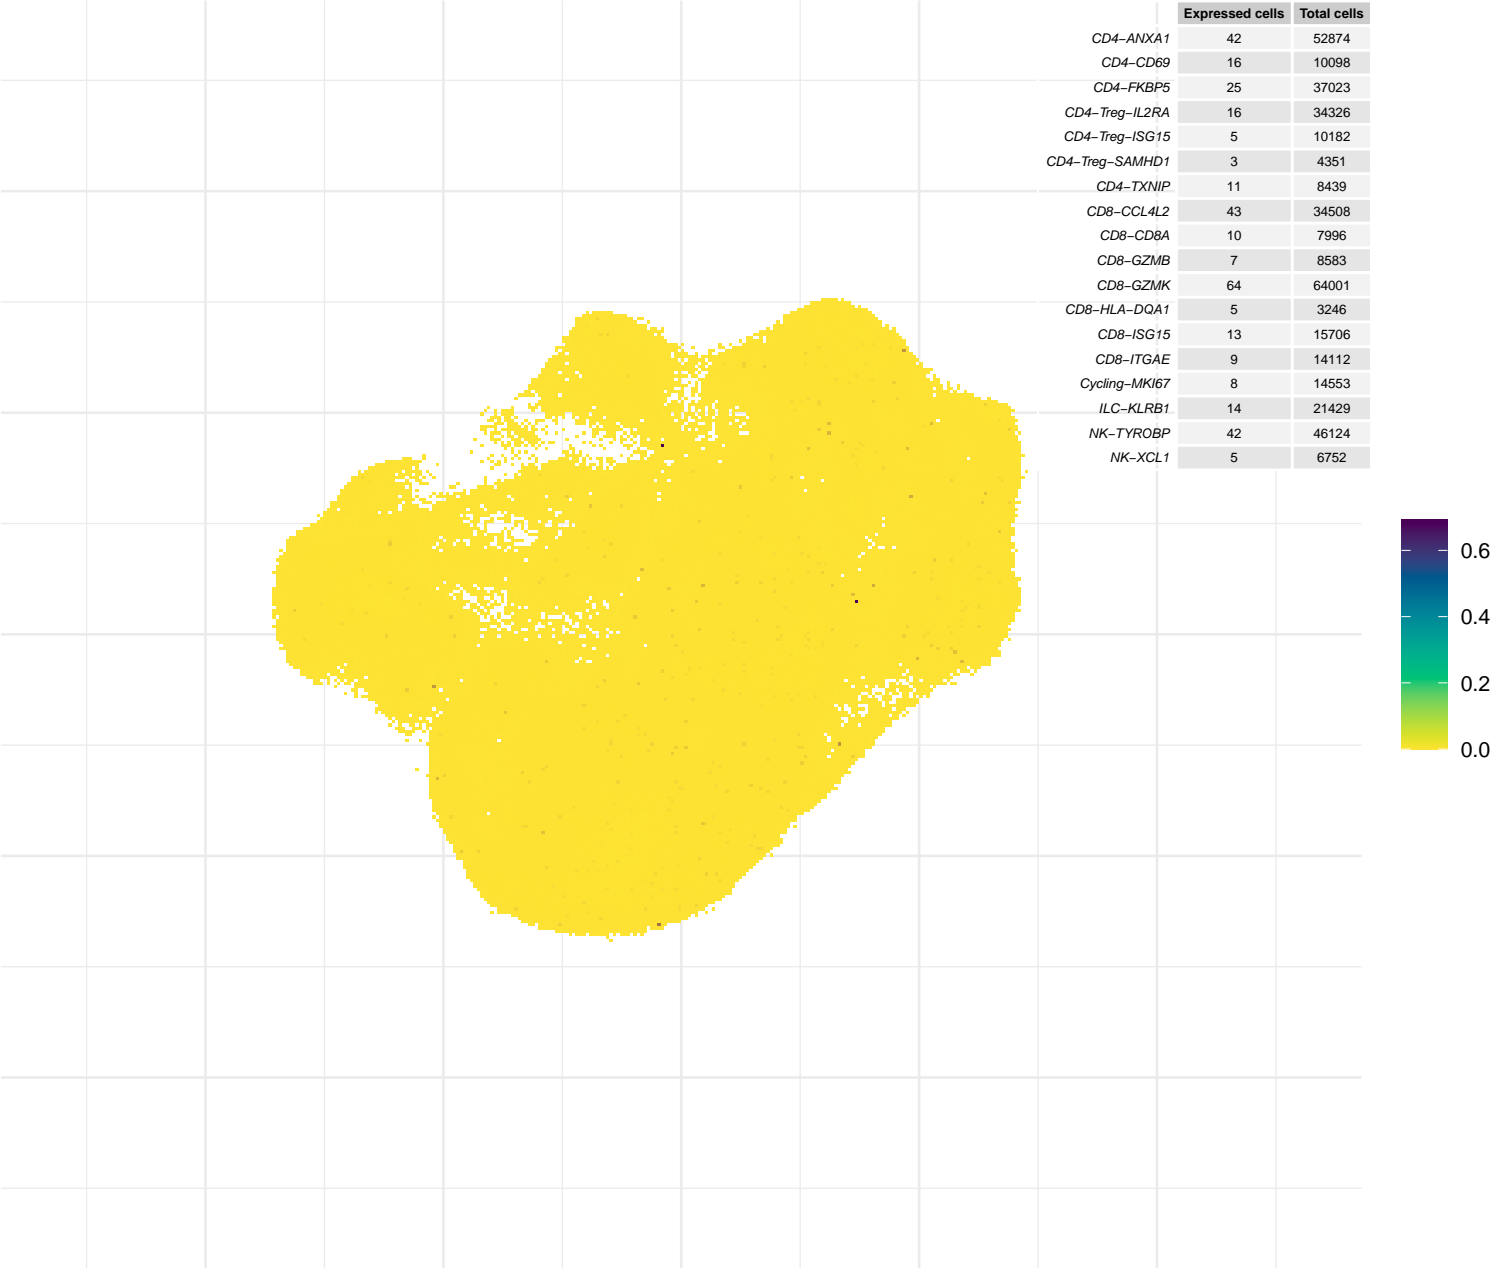 Expressed cells Total cells
CD4−ANXA1 42 52874
CD4−CD69 16 10098
CD4−FKBP5 25 37023
CD4−Treg−IL2RA 16 34326
CD4−Treg−ISG15 5 10182
CD4−Treg−SAMHD1 3 4351
CD4−TXNIP 11 8439
CD8−CCL4L2 43 34508
CD8−CD8A 10 7996
CD8−GZMB 7 8583
CD8−GZMK 64 64001
CD8−HLA−DQA1 5 3246
CD8−ISG15 13 15706
CD8−ITGAE 9 14112
Cycling−MKI67 8 14553
ILC−KLRB1 14 21429
NK−TYROBP 42 46124
NK−XCL1 5 6752
0.6
0.4
0.2
0.0